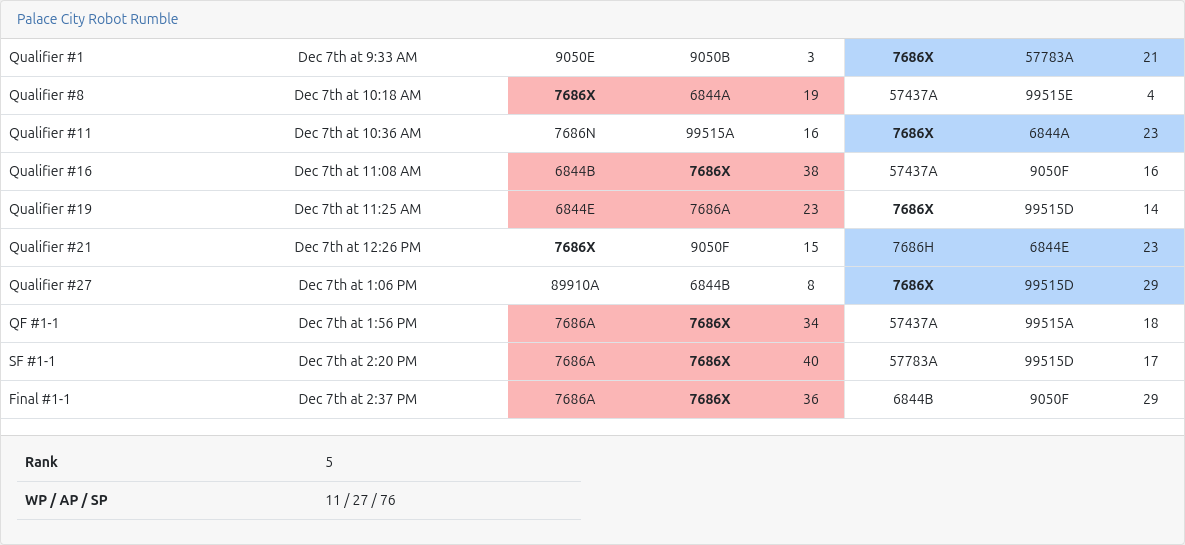 Palace City Robot Rumble
Qualifier #1 Dec 7th at 9:33 AM 9050E 9050B 3 7686X 57783A 21
Qualifier #8 Dec 7th at 10:18 AM 7686X 6844A 19 57437A 99515E 4
Qualifier #11 Dec 7th at 10:36 AM 7686N 99515A 16 7686X 6844A 23
Qualifier #16 Dec 7th at 11:08 AM 6844B 7686X 38 57437A 9050F 16
Qualifier #19 Dec 7th at 11:25 AM 6844E 7686A 23 7686X 99515D 14
Qualifier #21 Dec 7th at 12:26 PM 7686X 9050F 15 7686H 6844E 23
Qualifier #27 Dec 7th at 1:06 PM 89910A 6844B 8 7686X 99515D 29
QF #1-1 Dec 7th at 1:56 PM 7686A 7686X 34 57437A 99515A 18
SF #1-1 Dec 7th at 2:20 PM 7686A 7686X 40 57783A 99515D 17
Final #1-1 Dec 7th at 2:37 PM 7686A 7686X 36 6844B 9050F 29
Rank 5
WP / AP / SP 11 / 27 / 76